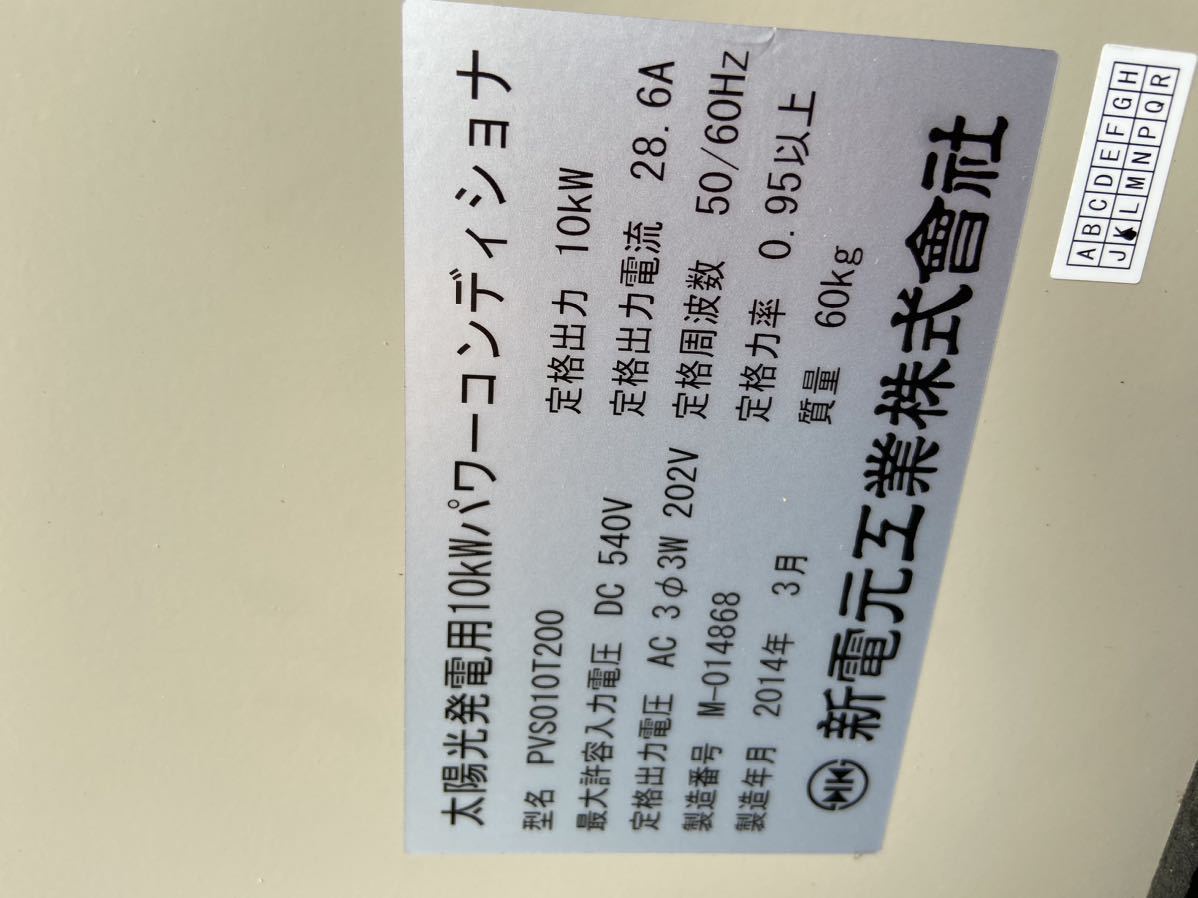 太陽光発電用10kWパワーコンディショナ
型名 PVS010T200
最大許容入力電圧 DC 540V
定格出力電圧 AC 3φ3W 202V
製造番号 M-014868
製造年月 2014年 3月
定格出力 10kW
定格出力電流 28.6A
定格周波数 50/60Hz
定格力率 0.95以上
質量 60kg
新電元工業株式會社
A B C D E F G H
J K L M N P Q R